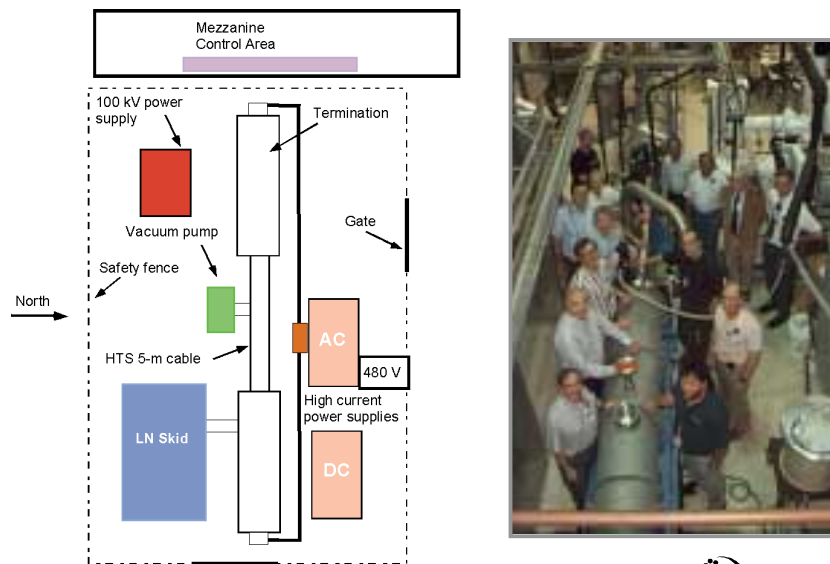 Mezzanine
Control Area
100 kV power
supply
Termination
Vacuum pump
Gate
Safety fence
North
AC
HTS 5-m cable
480 V
High current
power supplies
LN Skid
DC